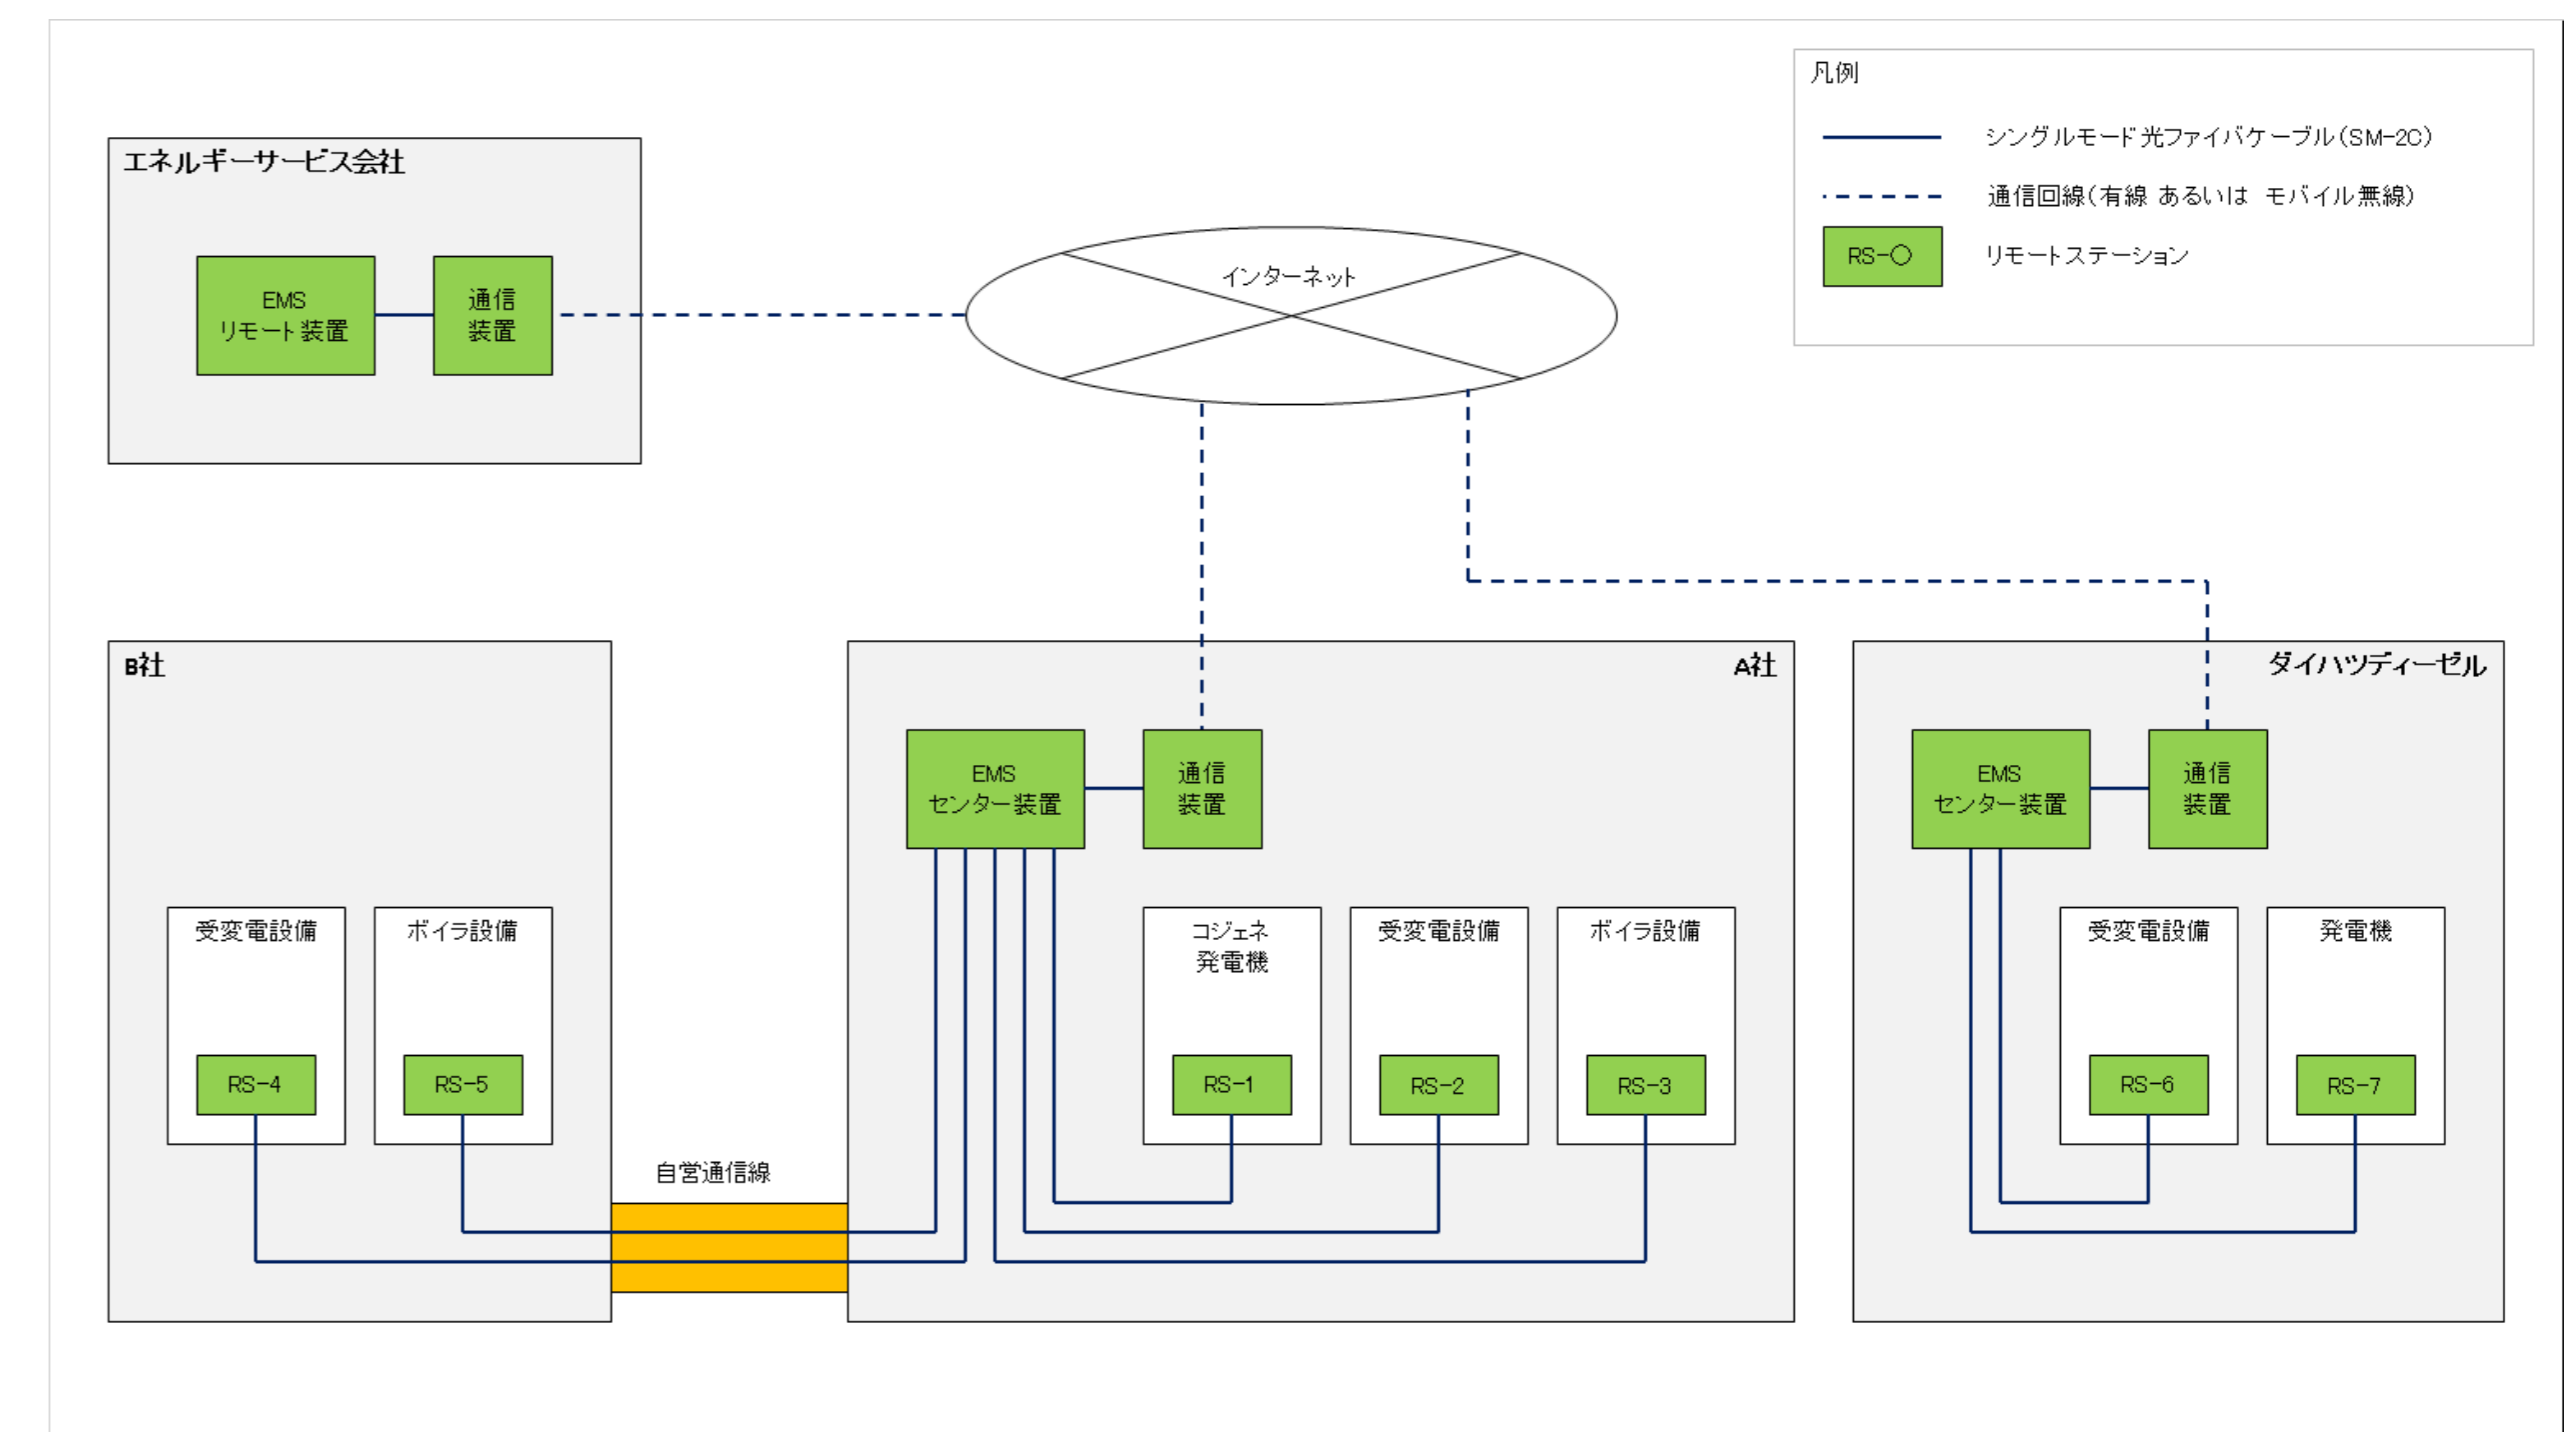 凡例
シングルモード光ファイバケーブル(SM-2C)
通信回線(有線 あるいは モバイル無線)
RS-○
リモートステーション
エネルギーサービス会社
EMS
リモート装置
通信
装置
インターネット
B社
受変電設備
ボイラ設備
RS-4
RS-5
自営通信線
A社
EMS
センター装置
通信
装置
コジェネ
発電機
受変電設備
ボイラ設備
RS-1
RS-2
RS-3
ダイハツディーゼル
EMS
センター装置
通信
装置
受変電設備
発電機
RS-6
RS-7